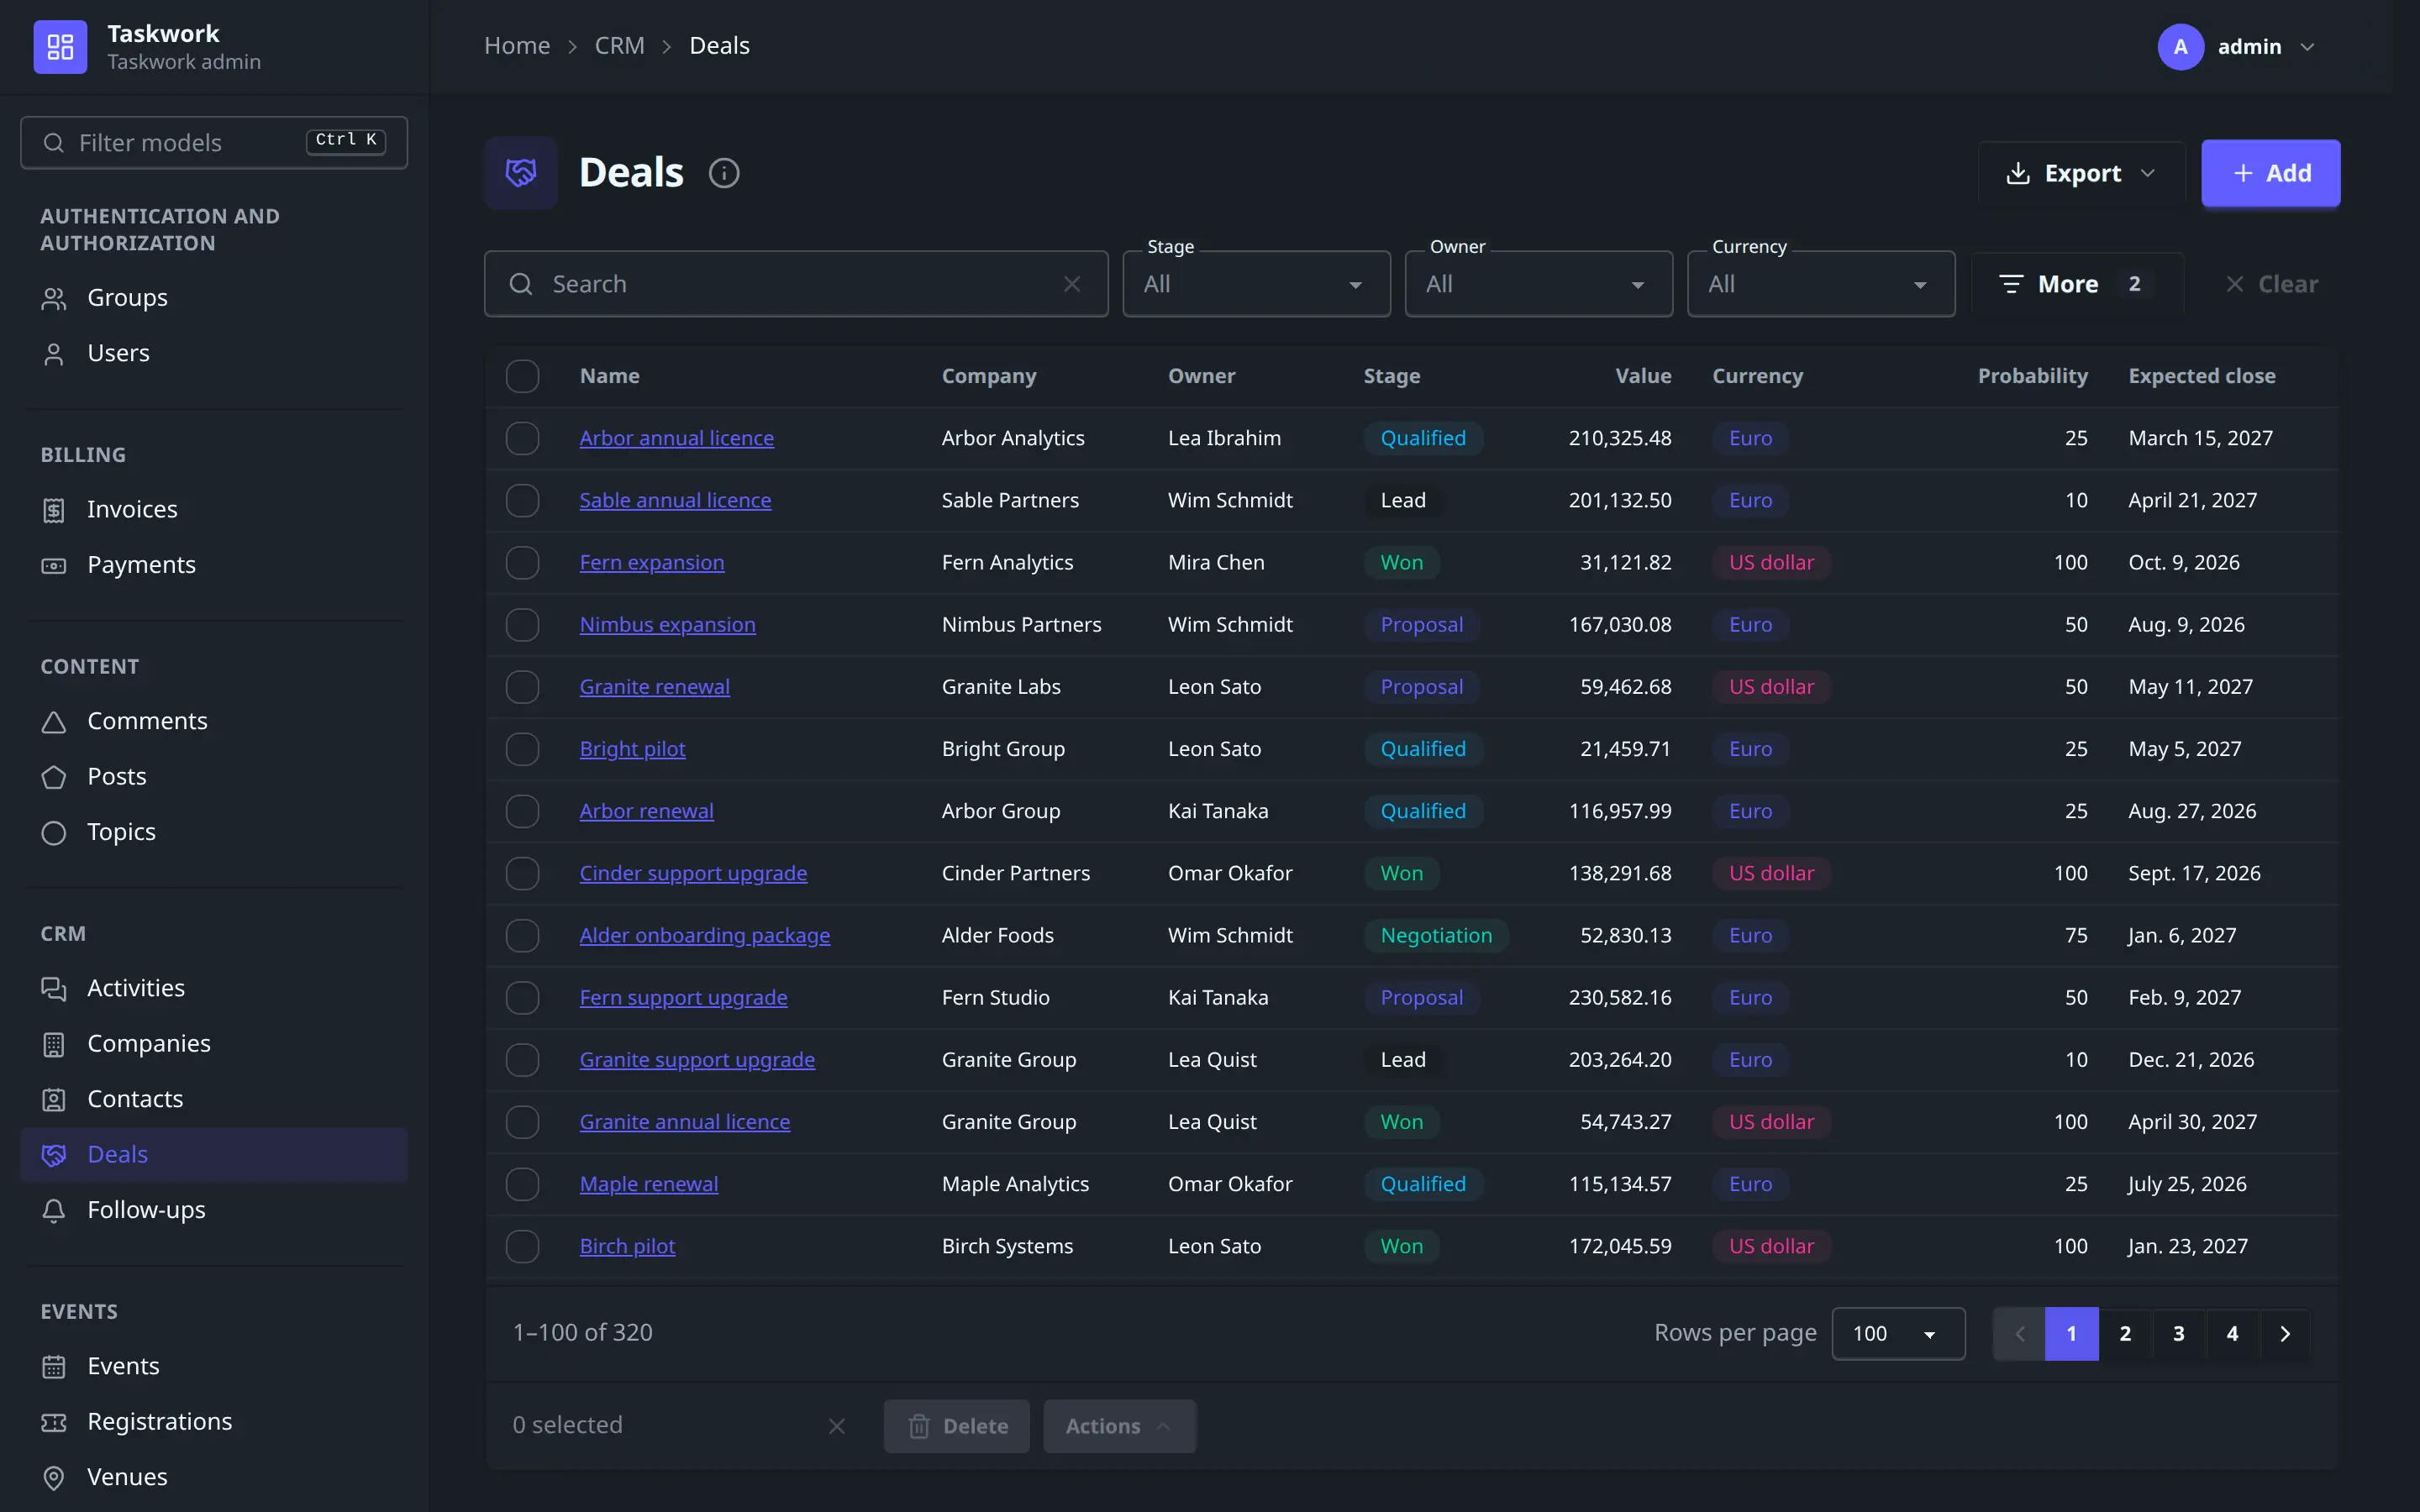 Taskwork
Taskwork admin
Filter models
Ctrl K
AUTHENTICATION AND
AUTHORIZATION
Groups
Users
BILLING
Invoices
Payments
CONTENT
Comments
Posts
Topics
CRM
Activities
Companies
Contacts
Deals
Follow-ups
EVENTS
Events
Registrations
Venues
Home CRM Deals
A admin
Deals
Export
Add
Search
Stage
All
Owner
All
Currency
All
More 2
Clear
Name Company Owner Stage Value Currency Probability Expected close
Arbor annual licence Arbor Analytics Lea Ibrahim Qualified 210,325.48 Euro 25 March 15, 2027
Sable annual licence Sable Partners Wim Schmidt Lead 201,132.50 Euro 10 April 21, 2027
Fern expansion Fern Analytics Mira Chen Won 31,121.82 US dollar 100 Oct. 9, 2026
Nimbus expansion Nimbus Partners Wim Schmidt Proposal 167,030.08 Euro 50 Aug. 9, 2026
Granite renewal Granite Labs Leon Sato Proposal 59,462.68 US dollar 50 May 11, 2027
Bright pilot Bright Group Leon Sato Qualified 21,459.71 Euro 25 May 5, 2027
Arbor renewal Arbor Group Kai Tanaka Qualified 116,957.99 Euro 25 Aug. 27, 2026
Cinder support upgrade Cinder Partners Omar Okafor Won 138,291.68 US dollar 100 Sept. 17, 2026
Alder onboarding package Alder Foods Wim Schmidt Negotiation 52,830.13 Euro 75 Jan. 6, 2027
Fern support upgrade Fern Studio Kai Tanaka Proposal 230,582.16 Euro 50 Feb. 9, 2027
Granite support upgrade Granite Group Lea Quist Lead 203,264.20 Euro 10 Dec. 21, 2026
Granite annual licence Granite Group Lea Quist Won 54,743.27 US dollar 100 April 30, 2027
Maple renewal Maple Analytics Omar Okafor Qualified 115,134.57 Euro 25 July 25, 2026
Birch pilot Birch Systems Leon Sato Won 172,045.59 US dollar 100 Jan. 23, 2027
1–100 of 320
Rows per page 100
1 2 3 4
0 selected
Delete
Actions